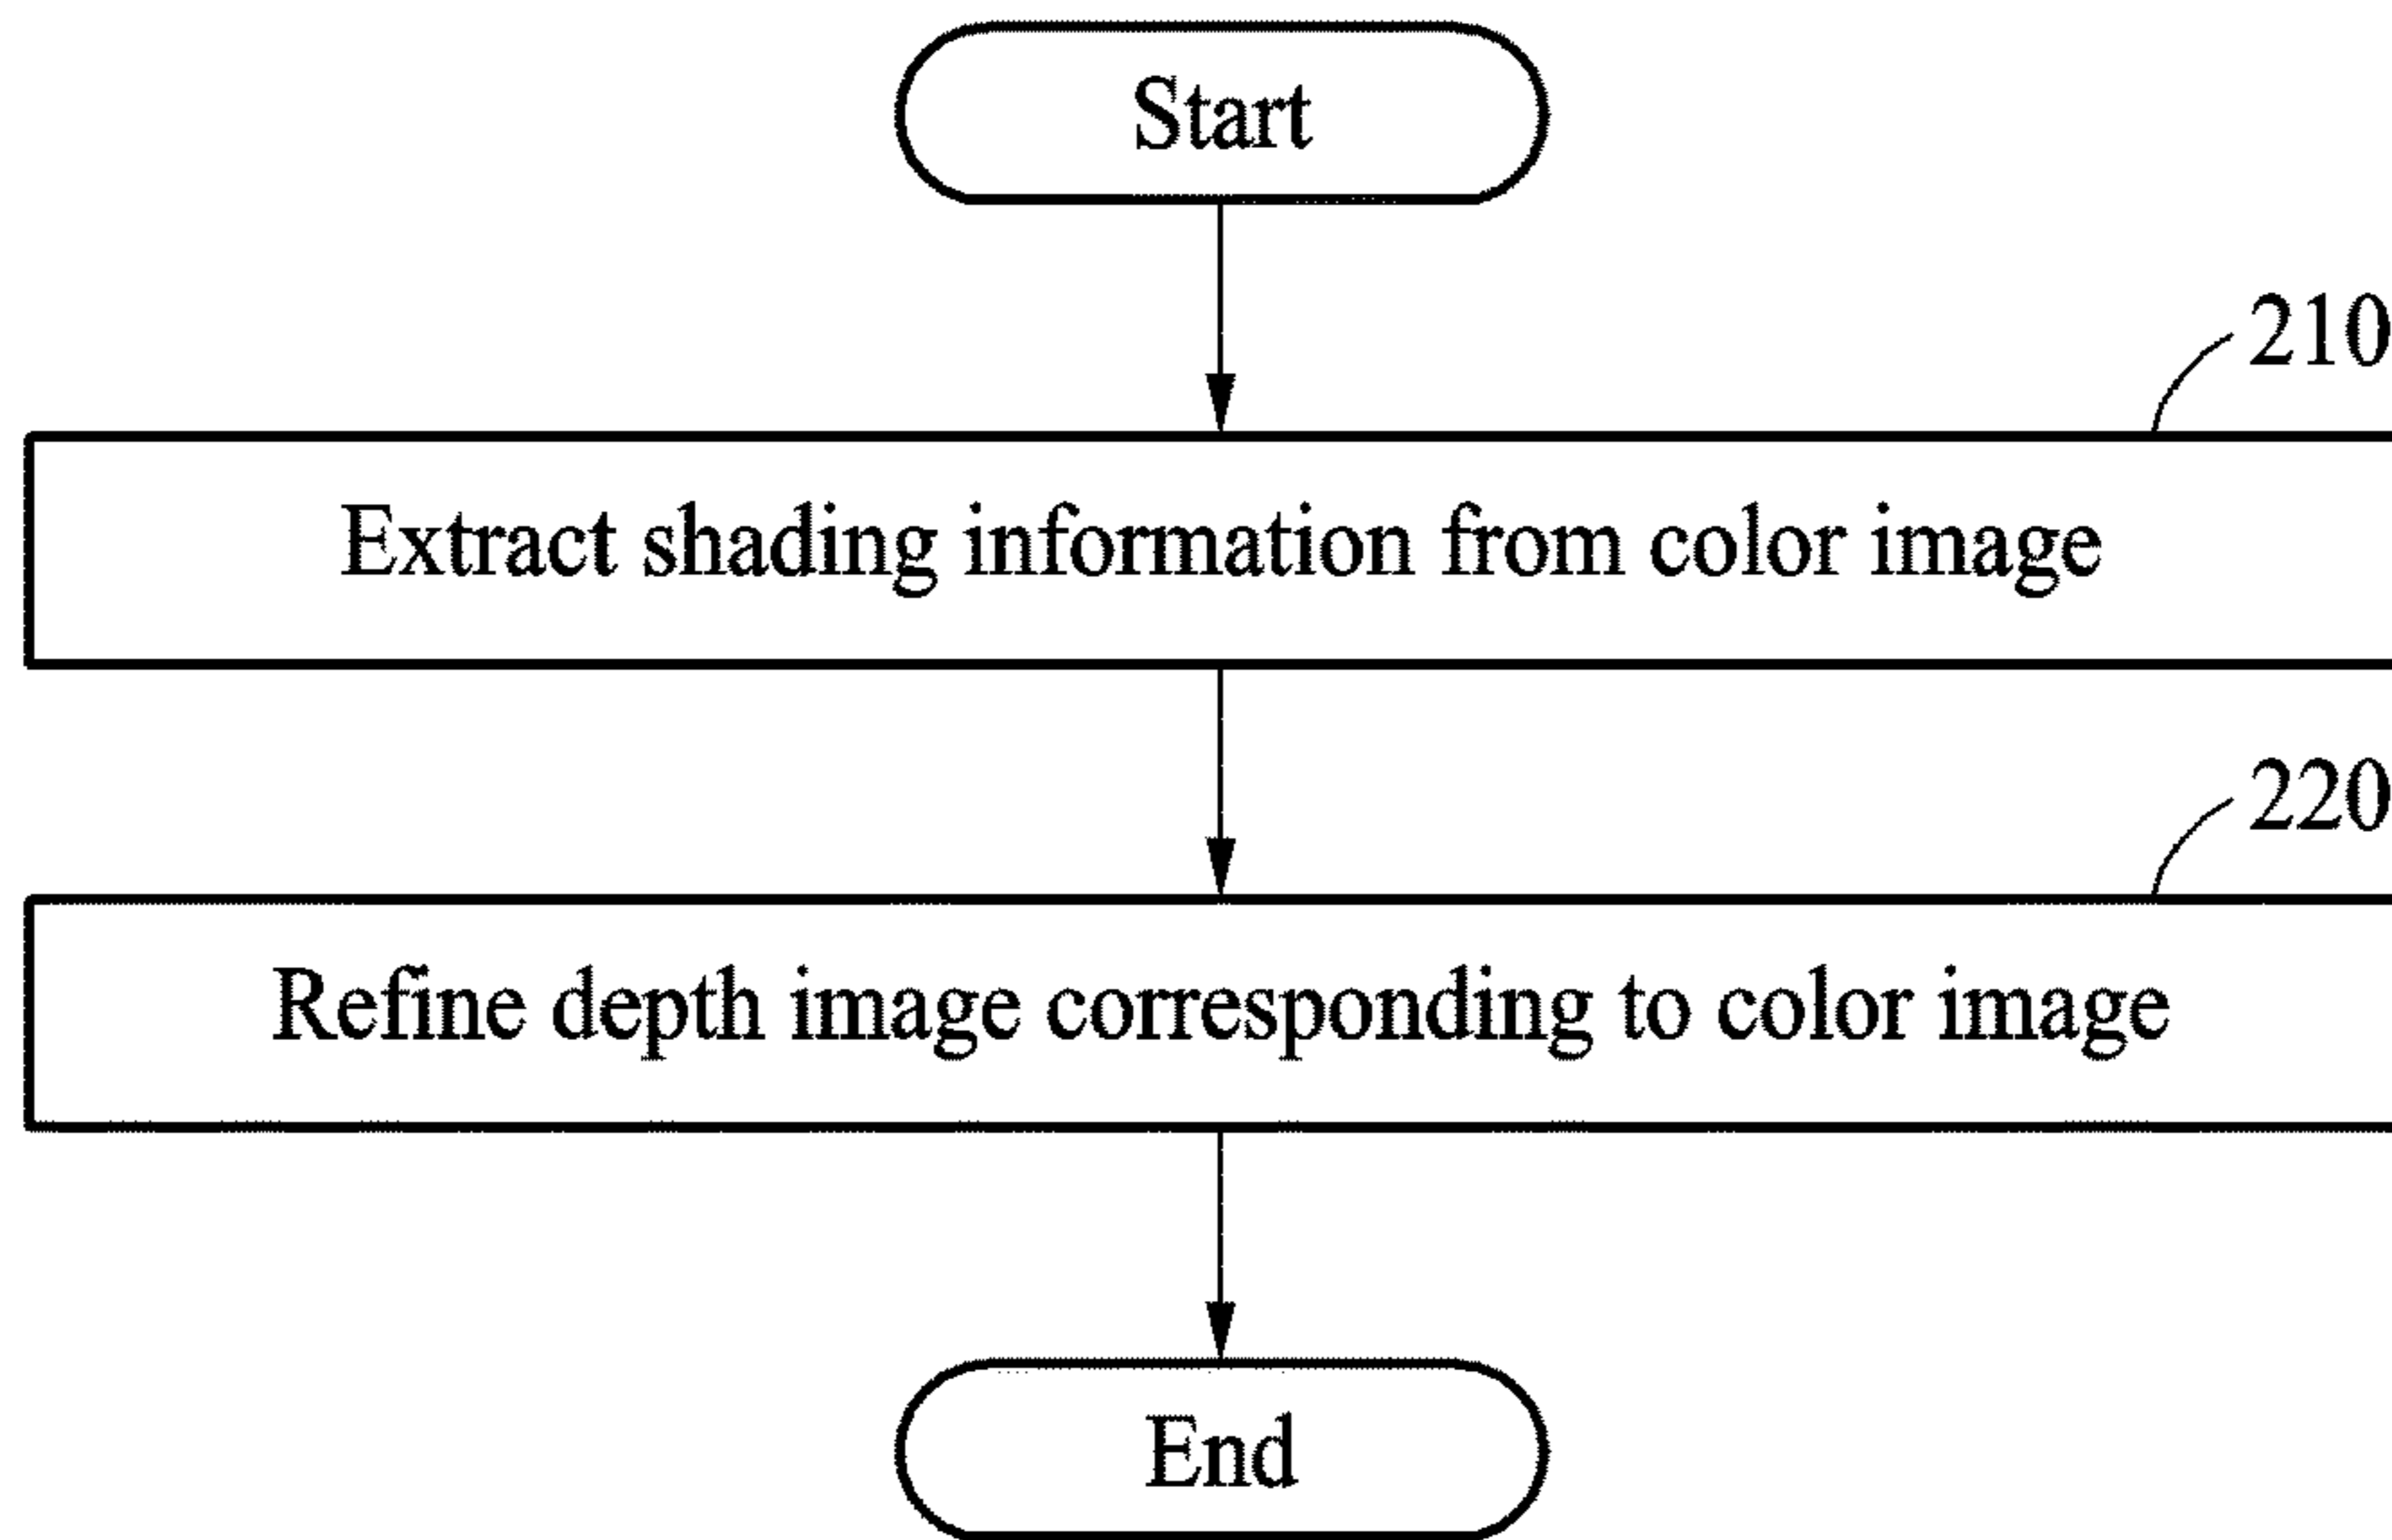 Start
210
Extract shading information from color image
220
Refine depth image corresponding to color image
End